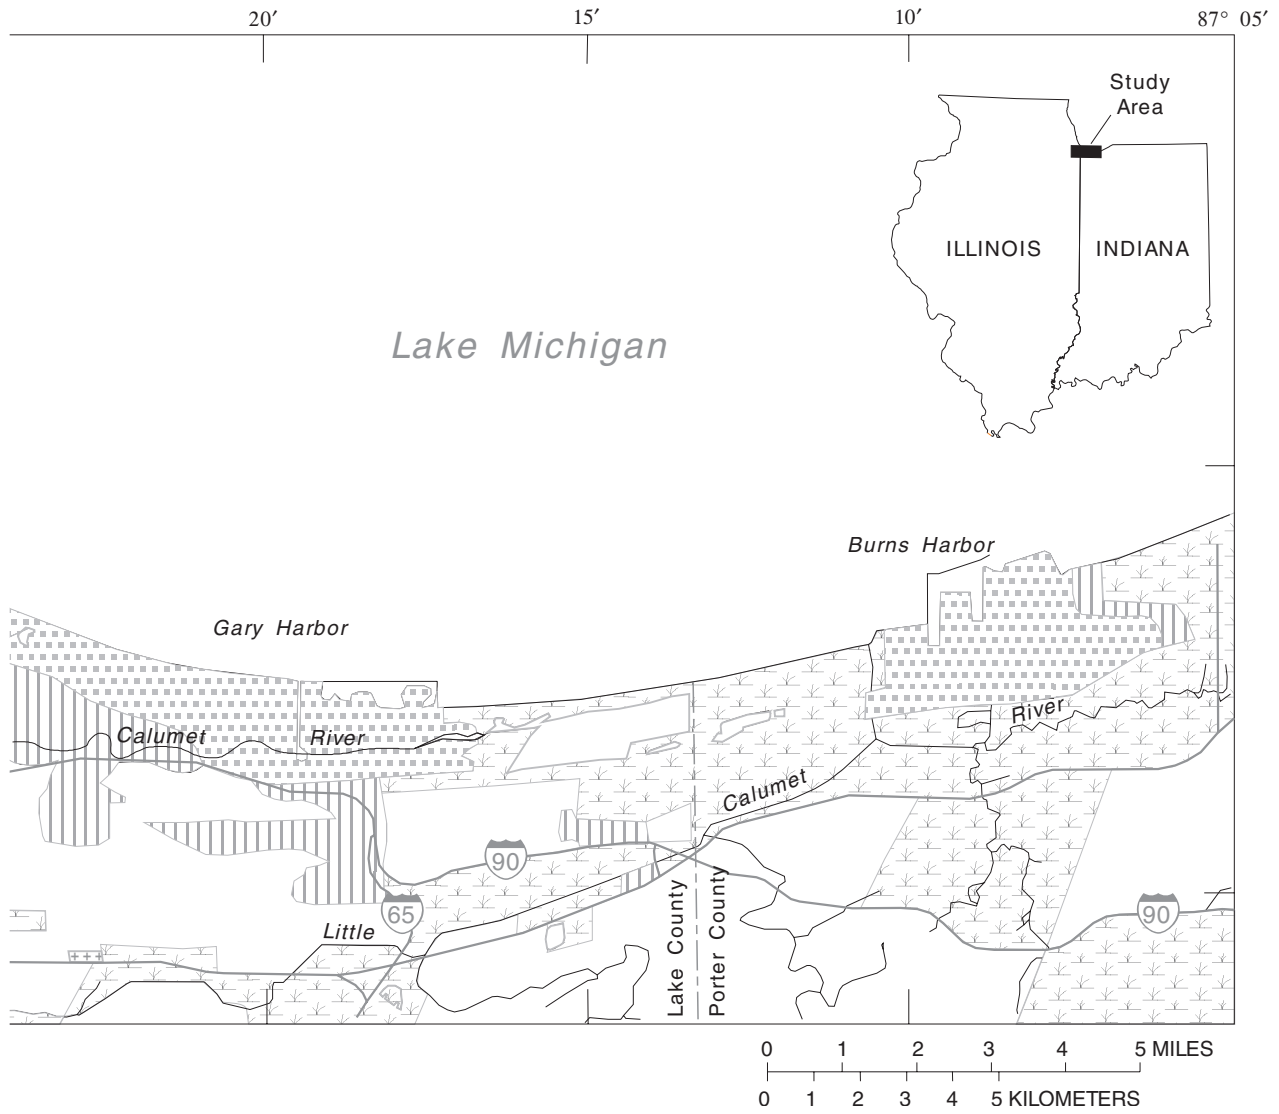 20′ 15′ 10′ 87° 05′
Study
Area
ILLINOIS INDIANA
Lake Michigan
Burns Harbor
Gary Harbor
River
Calumet River
Calumet
90
65
90
Little
Lake County
Porter County
0 1 2 3 4 5 MILES
0 1 2 3 4 5 KILOMETERS